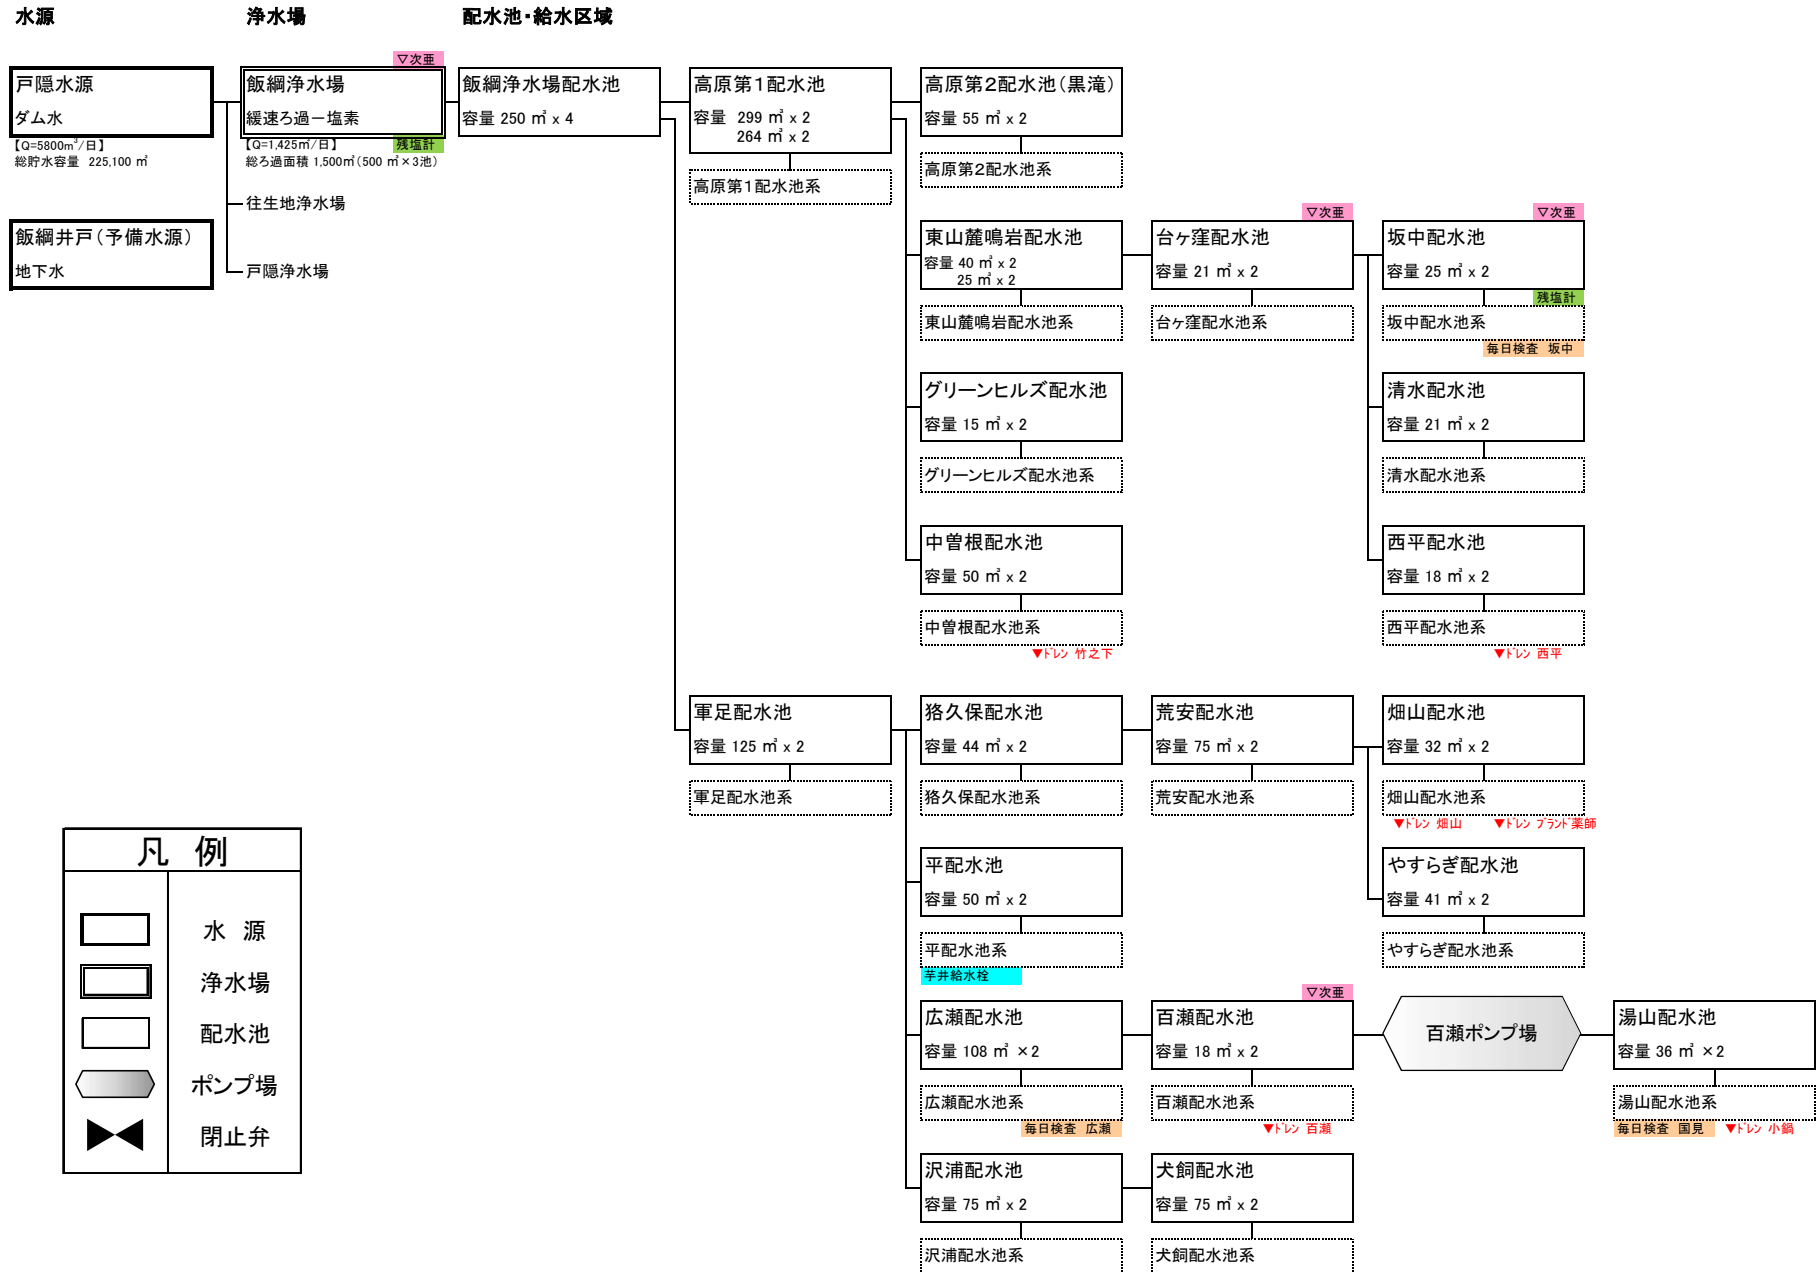 水源
浄水場
配水池・給水区域
戸隠水源
ダム水
【Q=5800m³/日】
総貯水容量 225,100 ㎥
飯綱井戸（予備水源）
地下水
▽次亜
飯綱浄水場
緩速ろ過－塩素
【Q=1,425㎥/日】
残塩計
総ろ過面積 1,500㎡（500 ㎡×3池）
往生地浄水場
戸隠浄水場
飯綱浄水場配水池
容量 250 ㎥ x 4
高原第１配水池
容量 299 ㎥ x 2
264 ㎥ x 2
高原第１配水池系
高原第２配水池（黒滝）
容量 55 ㎥ x 2
高原第２配水池系
東山麓鳴岩配水池
容量 40 ㎥ x 2
25 ㎥ x 2
東山麓鳴岩配水池系
▽次亜
台ヶ窪配水池
容量 21 ㎥ x 2
台ヶ窪配水池系
▽次亜
坂中配水池
容量 25 ㎥ x 2
残塩計
坂中配水池系
毎日検査 坂中
グリーンヒルズ配水池
容量 15 ㎥ x 2
グリーンヒルズ配水池系
清水配水池
容量 21 ㎥ x 2
清水配水池系
中曽根配水池
容量 50 ㎥ x 2
中曽根配水池系
▼ﾄﾞﾚﾝ 竹之下
西平配水池
容量 18 ㎥ x 2
西平配水池系
▼ﾄﾞﾚﾝ 西平
軍足配水池
容量 125 ㎥ x 2
軍足配水池系
狢久保配水池
容量 44 ㎥ x 2
狢久保配水池系
荒安配水池
容量 75 ㎥ x 2
荒安配水池系
畑山配水池
容量 32 ㎥ x 2
畑山配水池系
▼ﾄﾞﾚﾝ 畑山
▼ﾄﾞﾚﾝ ブランド薬師
平配水池
容量 50 ㎥ x 2
平配水池系
芋井給水栓
やすらぎ配水池
容量 41 ㎥ x 2
やすらぎ配水池系
広瀬配水池
容量 108 ㎥ ×2
広瀬配水池系
毎日検査 広瀬
▽次亜
百瀬配水池
容量 18 ㎥ x 2
百瀬配水池系
▼ﾄﾞﾚﾝ 百瀬
百瀬ポンプ場
湯山配水池
容量 36 ㎥ ×2
湯山配水池系
毎日検査 国見
▼ﾄﾞﾚﾝ 小鍋
沢浦配水池
容量 75 ㎥ x 2
沢浦配水池系
犬飼配水池
容量 75 ㎥ x 2
犬飼配水池系
凡 例
水 源
浄水場
配水池
ポンプ場
閉止弁